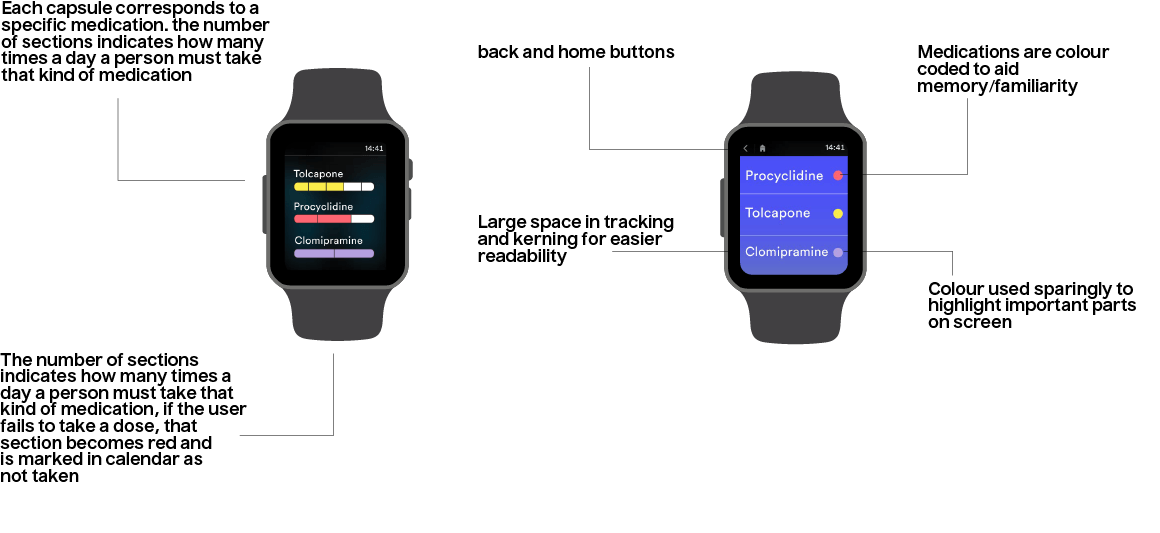 Each capsule corresponds to a
specific medication. the number
of sections indicates how many
times a day a person must take
that kind of medication
back and home buttons
Medications are colour
coded to aid
memory/familiarity
14:41
Tolcapone
Procyclidine
Clomipramine
14:41
Procyclidine
Tolcapone
Clomipramine
Large space in tracking
and kerning for easier
readability
Colour used sparingly to
highlight important parts
on screen
The number of sections
indicates how many times a
day a person must take that
kind of medication, if the user
fails to take a dose, that
section becomes red and
is marked in calendar as
not taken